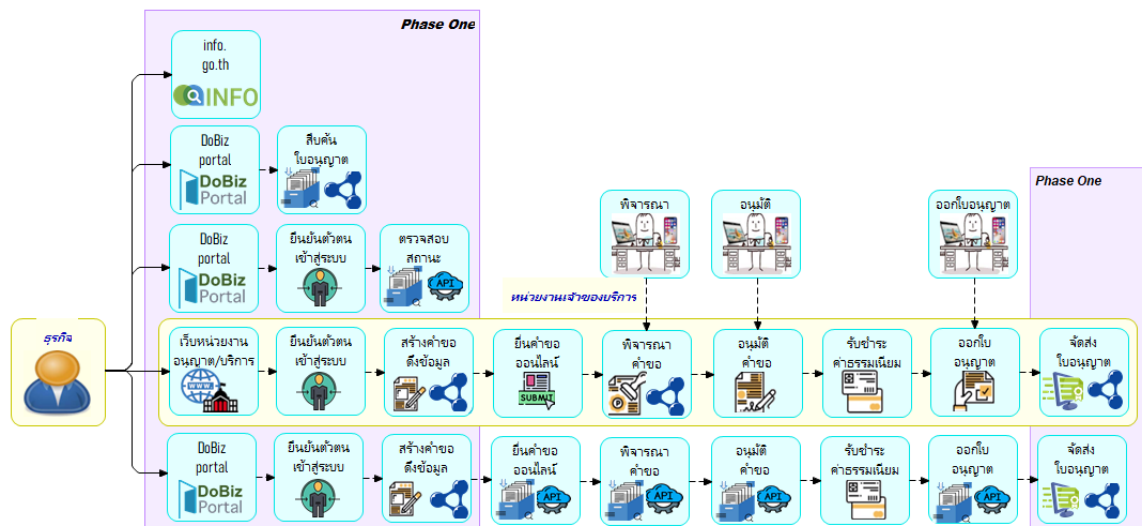 Phase One
info.
go.th
INFO
DoBiz
portal
DoBiz
Portal
สืบค้น
ใบอนุญาต
Phase One
พิจารณา
อนุมัติ
ออกใบอนุญาต
DoBiz
portal
DoBiz
Portal
ยืนยันตัวตน
เข้าสู่ระบบ
ตรวจสอบ
สถานะ
API
หน่วยงานเจ้าของบริการ
ธุรกิจ
เว็บหน่วยงาน
อนุญาต/บริการ
WWW
ยืนยันตัวตน
เข้าสู่ระบบ
สร้างคำขอ
ดึงข้อมูล
ยื่นคำขอ
ออนไลน์
SUBMIT
พิจารณา
คำขอ
P
อนุมัติ
คำขอ
รับชำระ
ค่าธรรมเนียม
ออกใบ
อนุญาต
จัดส่ง
ใบอนุญาต
DoBiz
portal
DoBiz
Portal
ยืนยันตัวตน
เข้าสู่ระบบ
สร้างคำขอ
ดึงข้อมูล
ยื่นคำขอ
ออนไลน์
API
พิจารณา
คำขอ
API
อนุมัติ
คำขอ
API
รับชำระ
ค่าธรรมเนียม
ออกใบ
อนุญาต
API
จัดส่ง
ใบอนุญาต